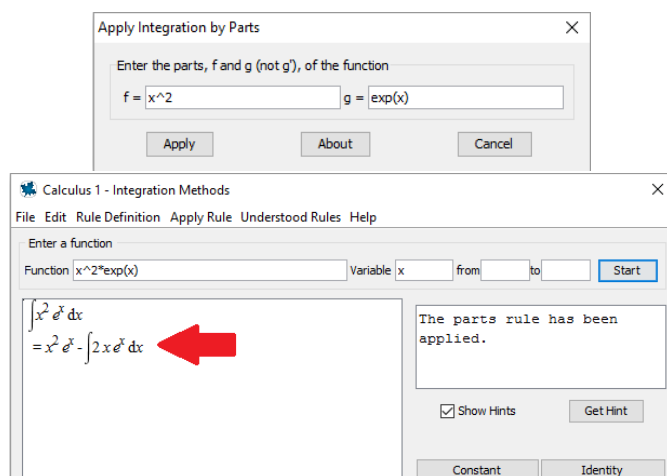 Apply Integration by Parts
Enter the parts, f and g (not g'), of the function
f = x^2 g = exp(x)
Apply About Cancel
Calculus 1 - Integration Methods
File Edit Rule Definition Apply Rule Understood Rules Help
Enter a function
Function x^2*exp(x) Variable x from to Start
∫x² eˣ dx
= x² eˣ - ∫2 x eˣ dx
The parts rule has been
applied.
Show Hints Get Hint
Constant Identity